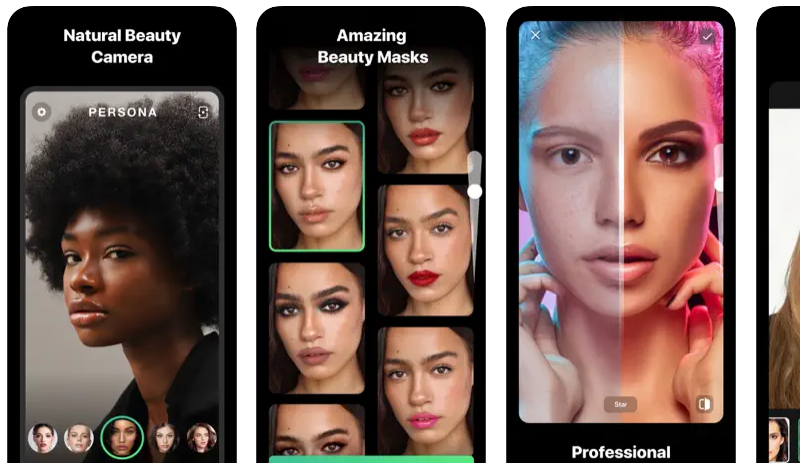 Natural Beauty
Camera
PERSONA
Amazing
Beauty Masks
Star
Professional